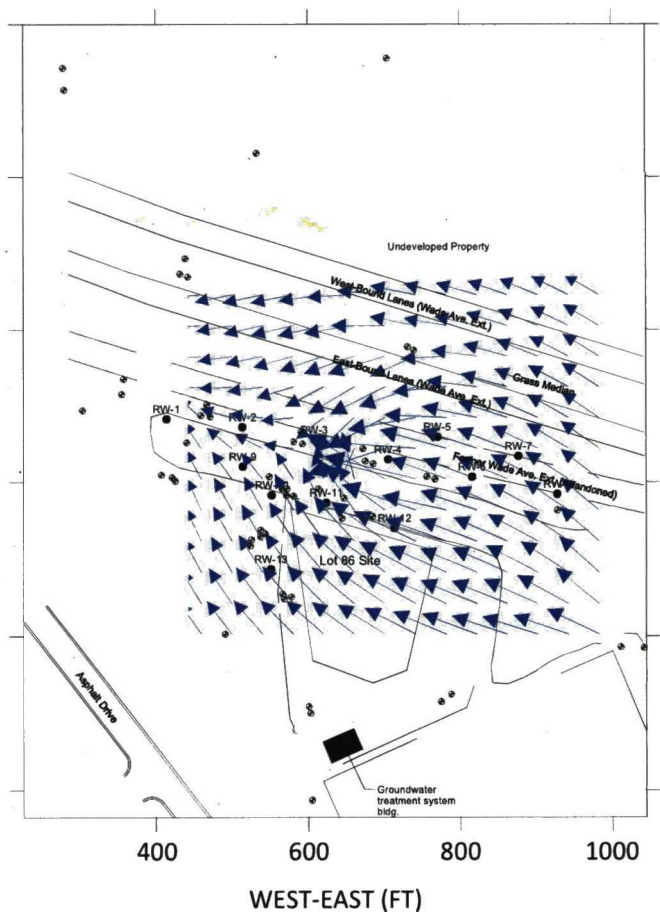 Undeveloped Property
West Bound Lanes (Wade Ave. Ext.)
Grass Median
East Bound Lanes (Wade Ave. Ext.)
RW-1
RW-2
RW-3
RW-5
RW-4
RW-7
Former Wade Ave. Ext. (Abandoned)
RW-9
RW-12
RW-13
Lot 86 Site
Asphalt Drive
Groundwater
treatment system
bldg.
400
600
800
1000
WEST-EAST (FT)